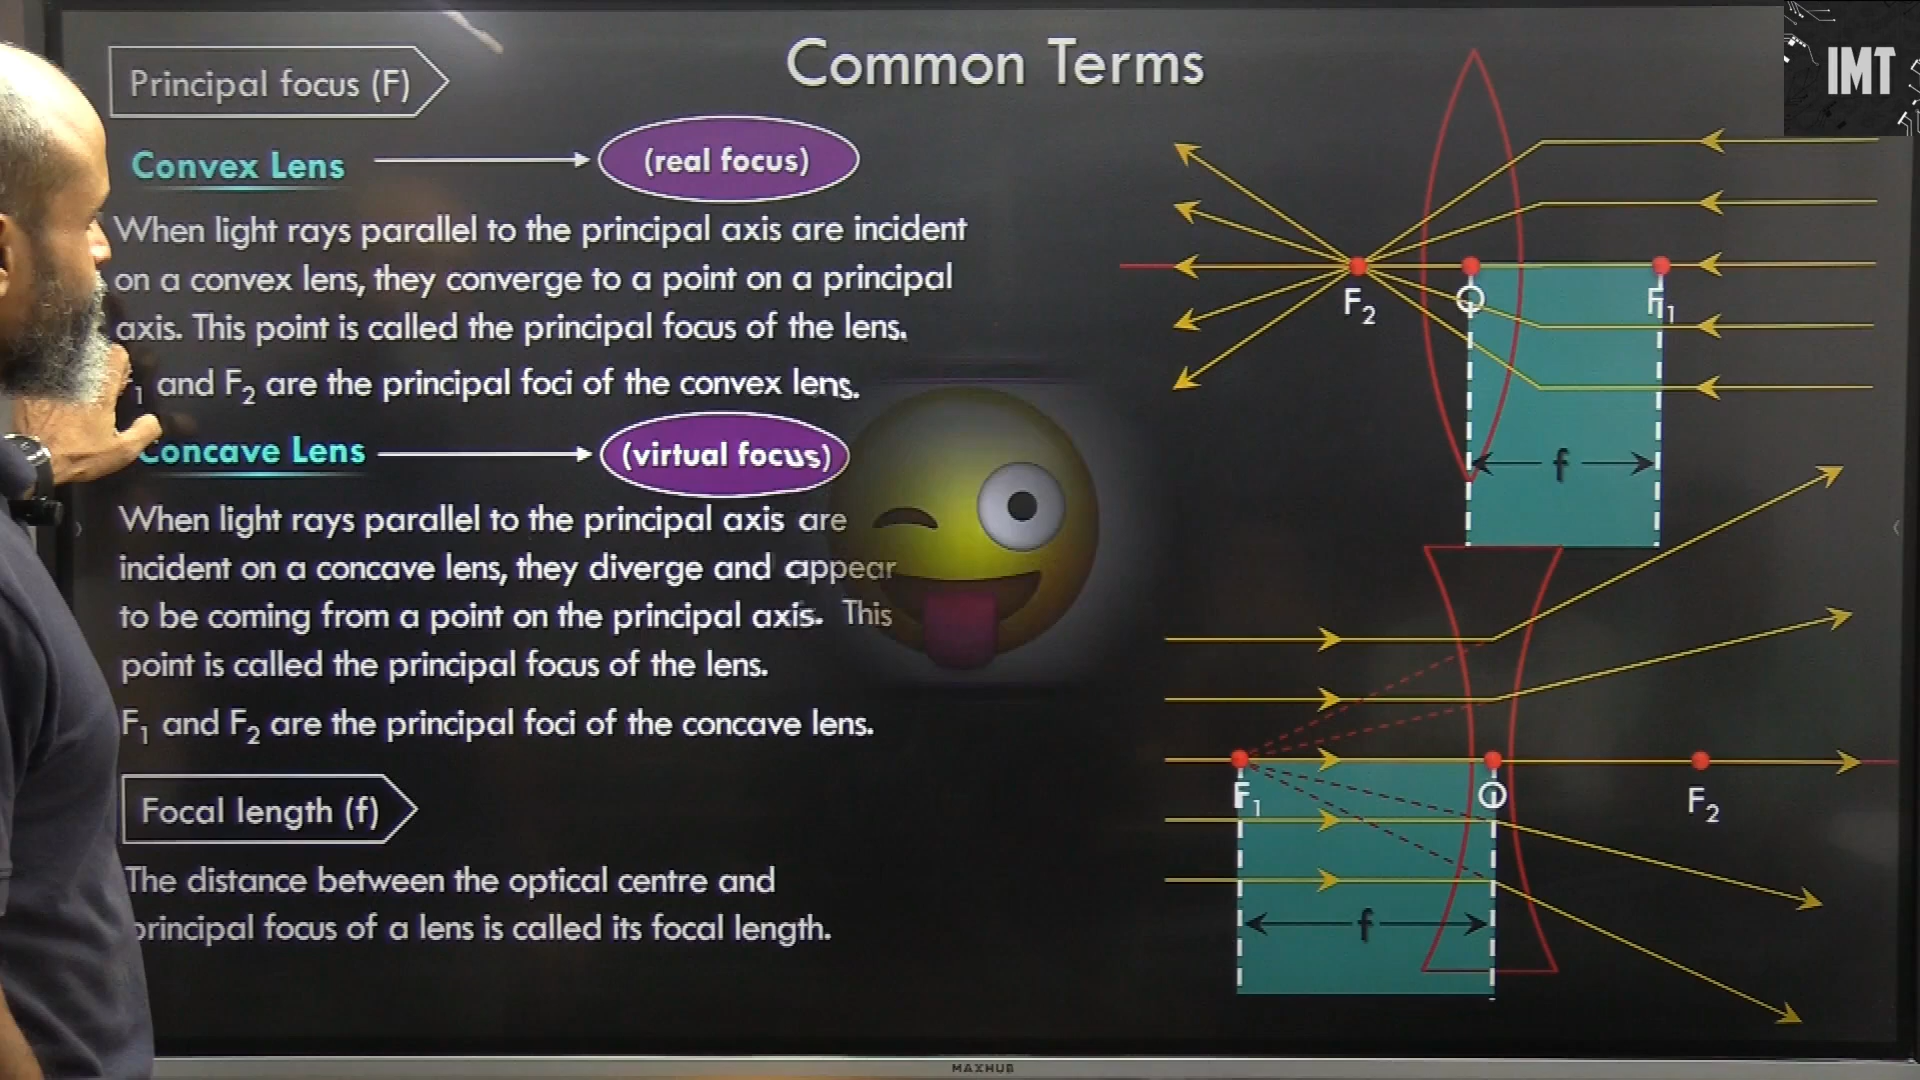 Common Terms
IMT
Principal focus (F)
Convex Lens
(real focus)
When light rays parallel to the principal axis are incident
on a convex lens, they converge to a point on a principal
axis. This point is called the principal focus of the lens.
F₁ and F₂ are the principal foci of the convex lens.
Concave Lens
(virtual focus)
When light rays parallel to the principal axis are
incident on a concave lens, they diverge and appear
to be coming from a point on the principal axis. This
point is called the principal focus of the lens.
F₁ and F₂ are the principal foci of the concave lens.
Focal length (f)
The distance between the optical centre and
principal focus of a lens is called its focal length.
F₂ O F₁
f
F₁ O F₂
f
MAXHUB